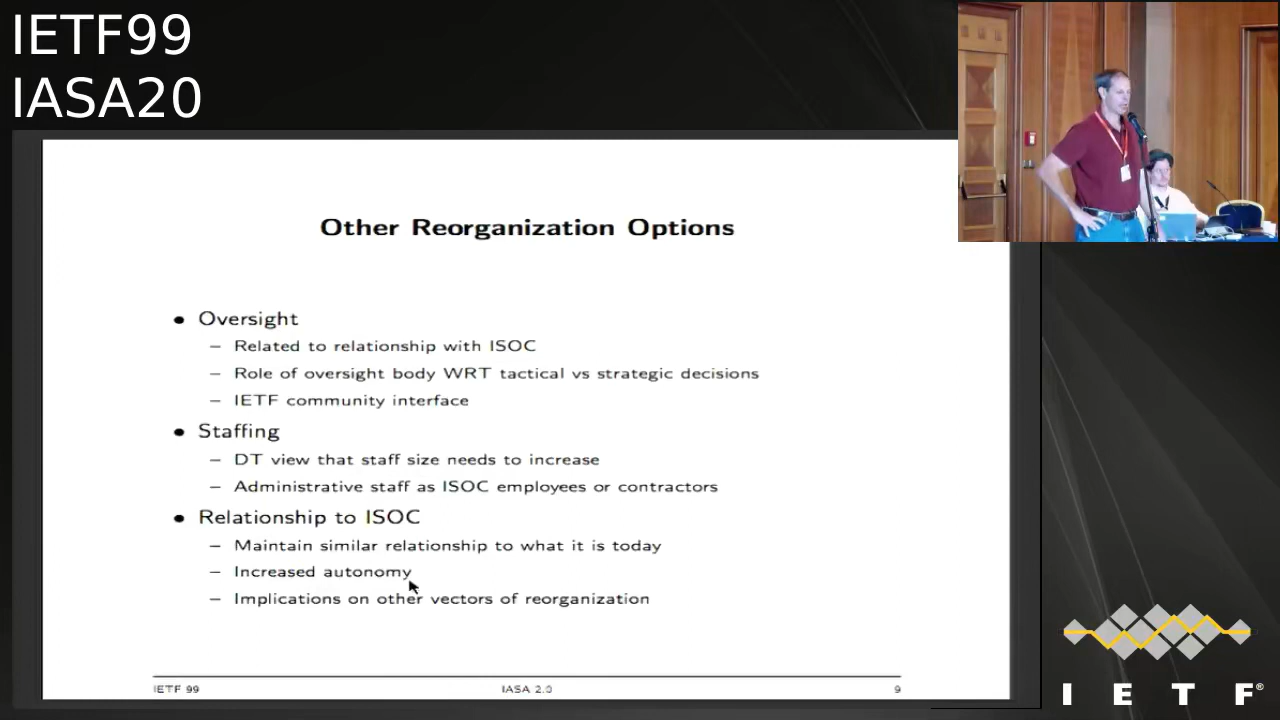 IETF99
IASA20
Other Reorganization Options
• Oversight
– Related to relationship with ISOC
– Role of oversight body WRT tactical vs strategic decisions
– IETF community interface
• Staffing
– DT view that staff size needs to increase
– Administrative staff as ISOC employees or contractors
• Relationship to ISOC
– Maintain similar relationship to what it is today
– Increased autonomy
– Implications on other vectors of reorganization
IETF 99 IASA 2.0 9
I E T F®